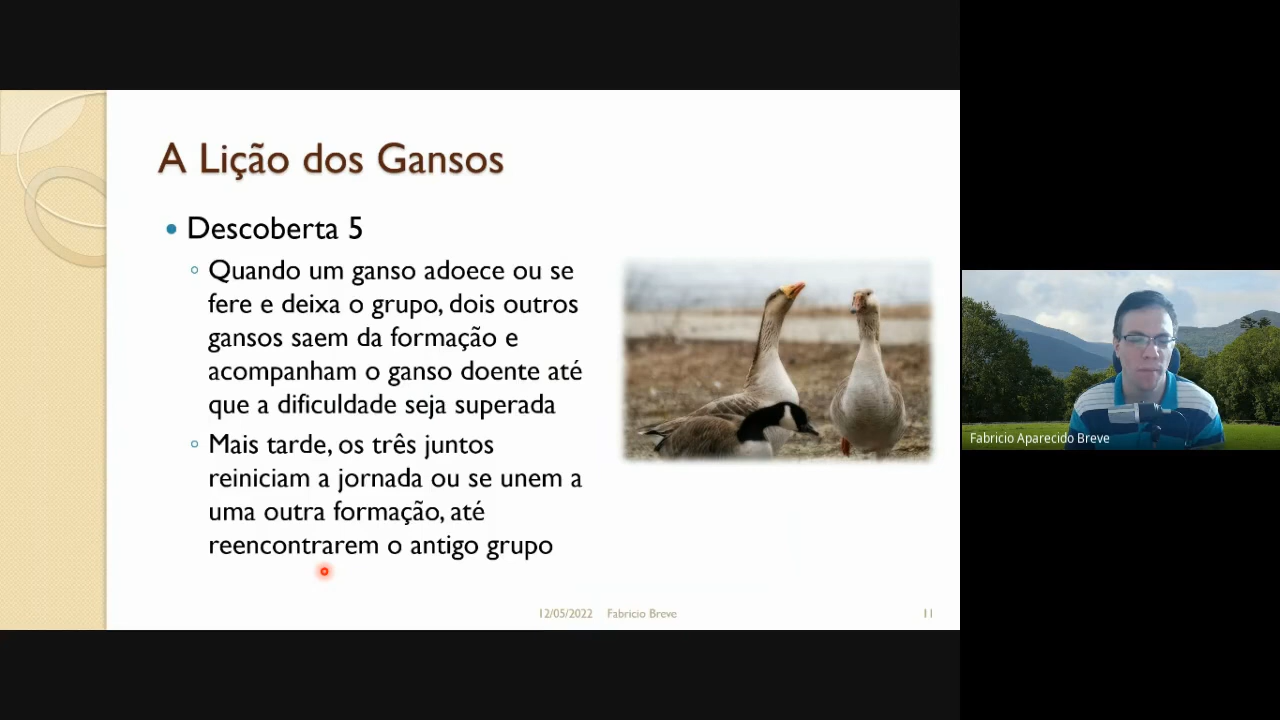 A Lição dos Gansos
• Descoberta 5
◦ Quando um ganso adoece ou se
fere e deixa o grupo, dois outros
gansos saem da formação e
acompanham o ganso doente até
que a dificuldade seja superada
◦ Mais tarde, os três juntos
reiniciam a jornada ou se unem a
uma outra formação, até
reencontrarem o antigo grupo
12/05/2022 Fabricio Breve 11
Fabricio Aparecido Breve